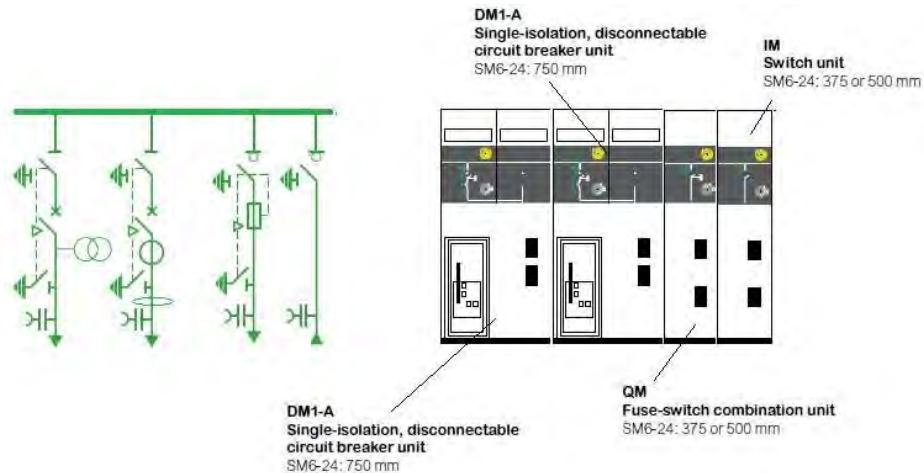 DM1-A
Single-isolation, disconnectable
circuit breaker unit
SM6-24: 750 mm
IM
Switch unit
SM6-24: 375 or 500 mm
DM1-A
Single-isolation, disconnectable
circuit breaker unit
SM6-24: 750 mm
QM
Fuse-switch combination unit
SM6-24: 375 or 500 mm